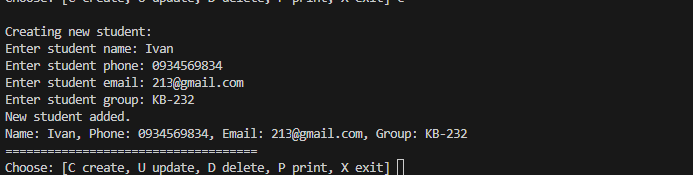 Choose: [C create, U update, D delete, P print, X exit] c
Creating new student:
Enter student name: Ivan
Enter student phone: 0934569834
Enter student email: 213@gmail.com
Enter student group: KB-232
New student added.
Name: Ivan, Phone: 0934569834, Email: 213@gmail.com, Group: KB-232
====================================
Choose: [C create, U update, D delete, P print, X exit]